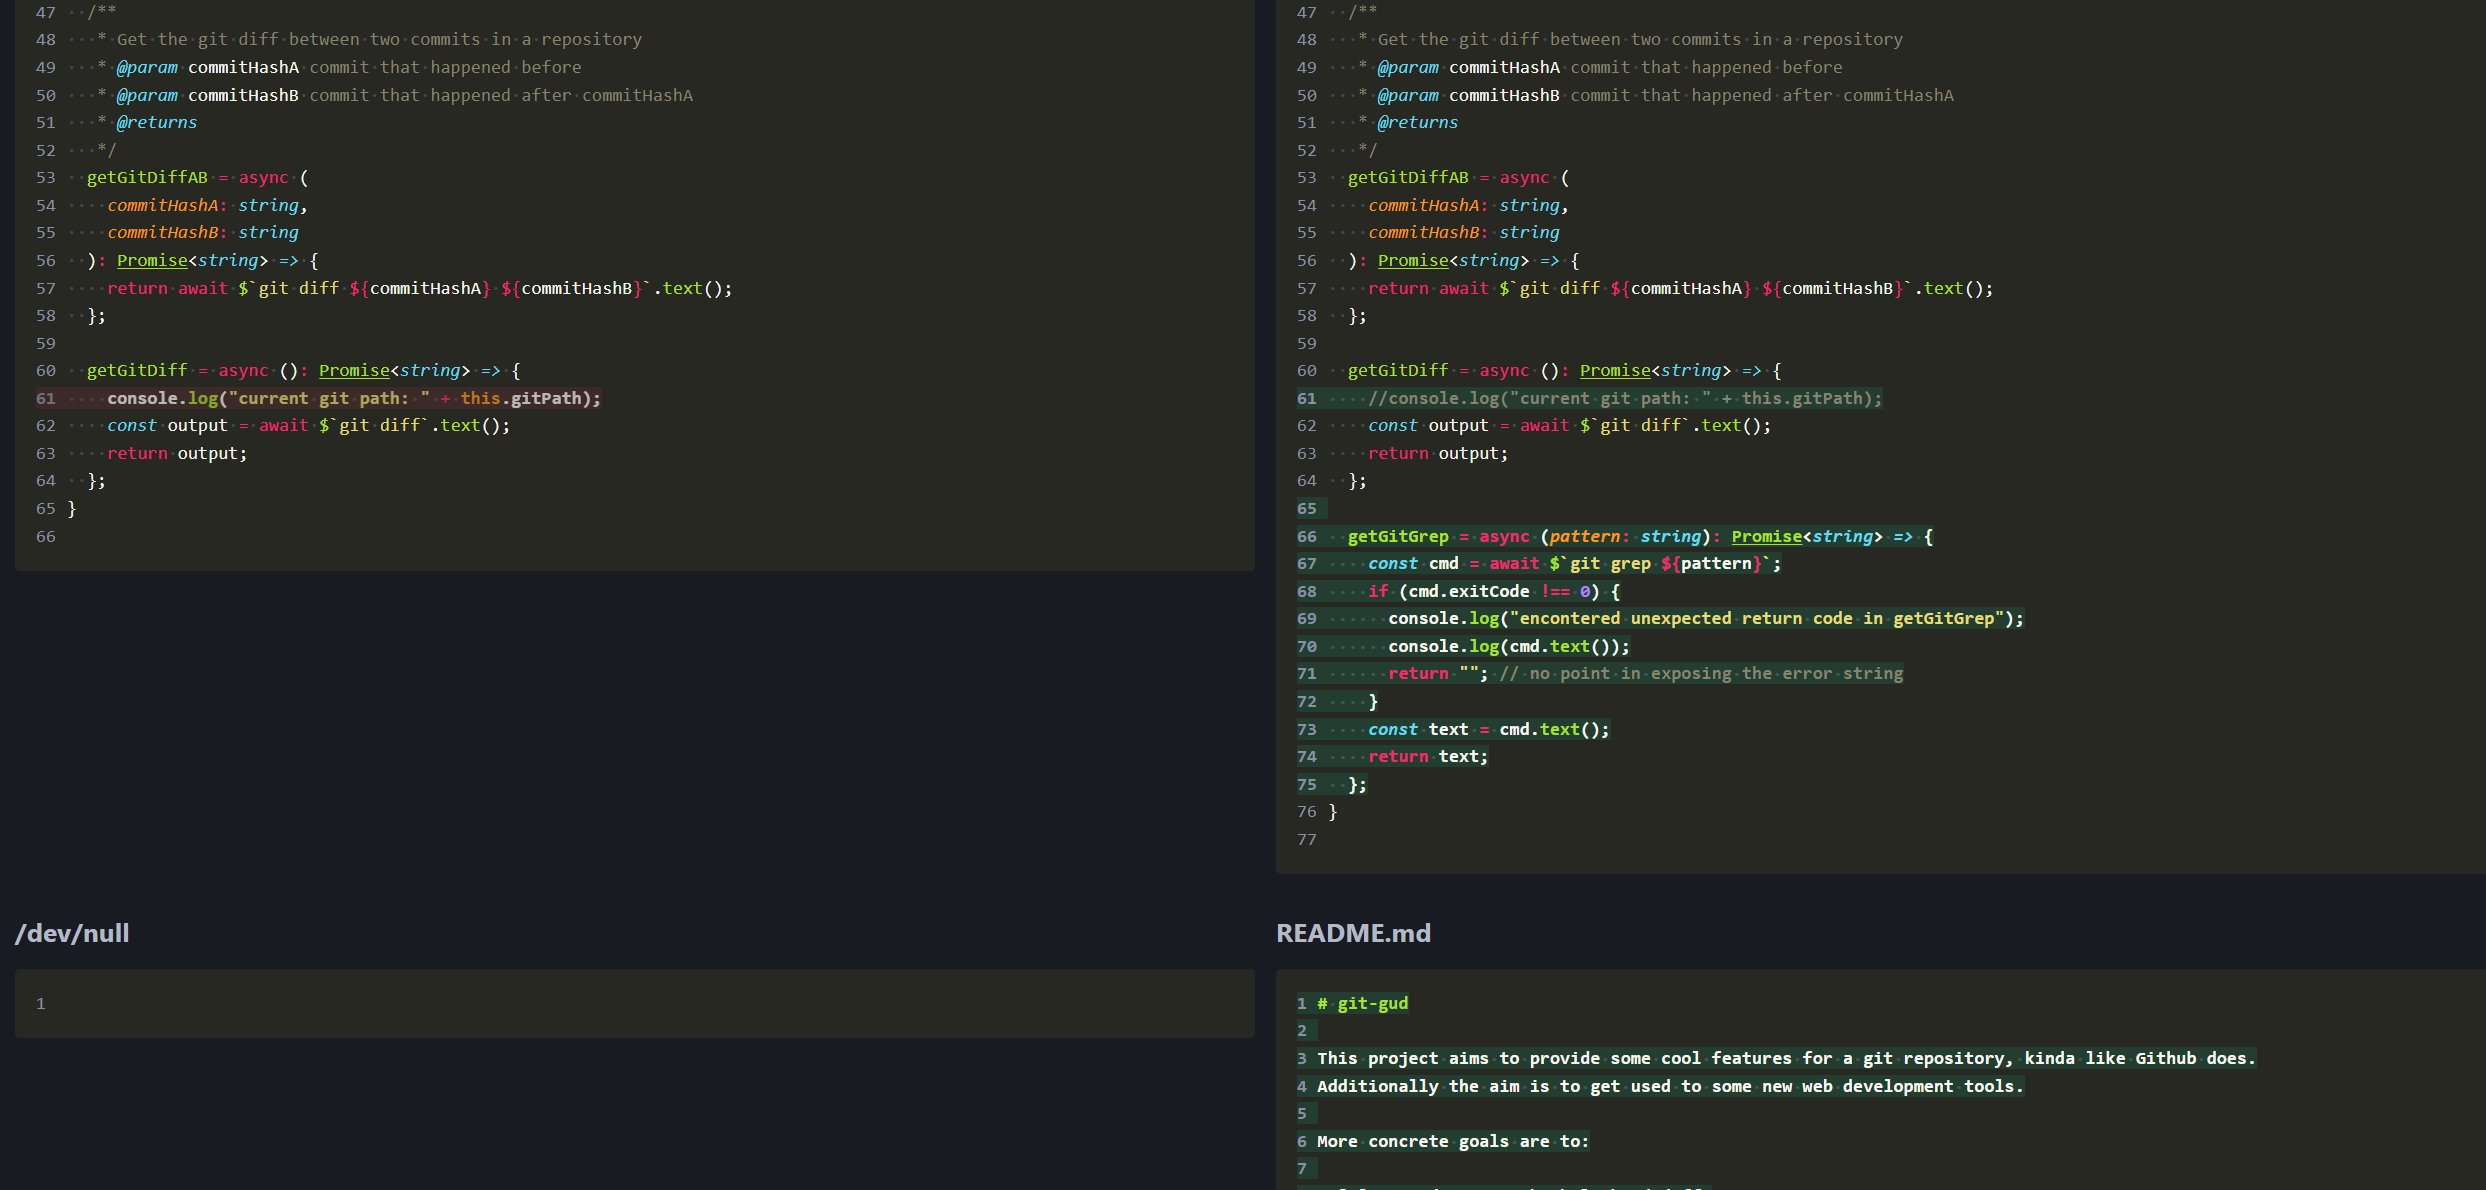 47 /**
48 * Get the git diff between two commits in a repository
49 * @param commitHashA commit that happened before
50 * @param commitHashB commit that happened after commitHashA
51 * @returns
52 */
53 getGitDiffAB = async (
54 commitHashA: string,
55 commitHashB: string
56 ): Promise<string> => {
57 return await $`git diff ${commitHashA} ${commitHashB}`.text();
58 };
59
60 getGitDiff = async (): Promise<string> => {
61 console.log("current git path: " + this.gitPath);
62 const output = await $`git diff`.text();
63 return output;
64 };
65 }
66
47 /**
48 * Get the git diff between two commits in a repository
49 * @param commitHashA commit that happened before
50 * @param commitHashB commit that happened after commitHashA
51 * @returns
52 */
53 getGitDiffAB = async (
54 commitHashA: string,
55 commitHashB: string
56 ): Promise<string> => {
57 return await $`git diff ${commitHashA} ${commitHashB}`.text();
58 };
59
60 getGitDiff = async (): Promise<string> => {
61 //console.log("current git path: " + this.gitPath);
62 const output = await $`git diff`.text();
63 return output;
64 };
65
66 getGitGrep = async (pattern: string): Promise<string> => {
67 const cmd = await $`git grep ${pattern}`;
68 if (cmd.exitCode !== 0) {
69 console.log("encontered unexpected return code in getGitGrep");
70 console.log(cmd.text());
71 return ""; // no point in exposing the error string
72 }
73 const text = cmd.text();
74 return text;
75 };
76 }
77
/dev/null
1
README.md
1 # git-gud
2
3 This project aims to provide some cool features for a git repository, kinda like Github does.
4 Additionally the aim is to get used to some new web development tools.
5
6 More concrete goals are to:
7